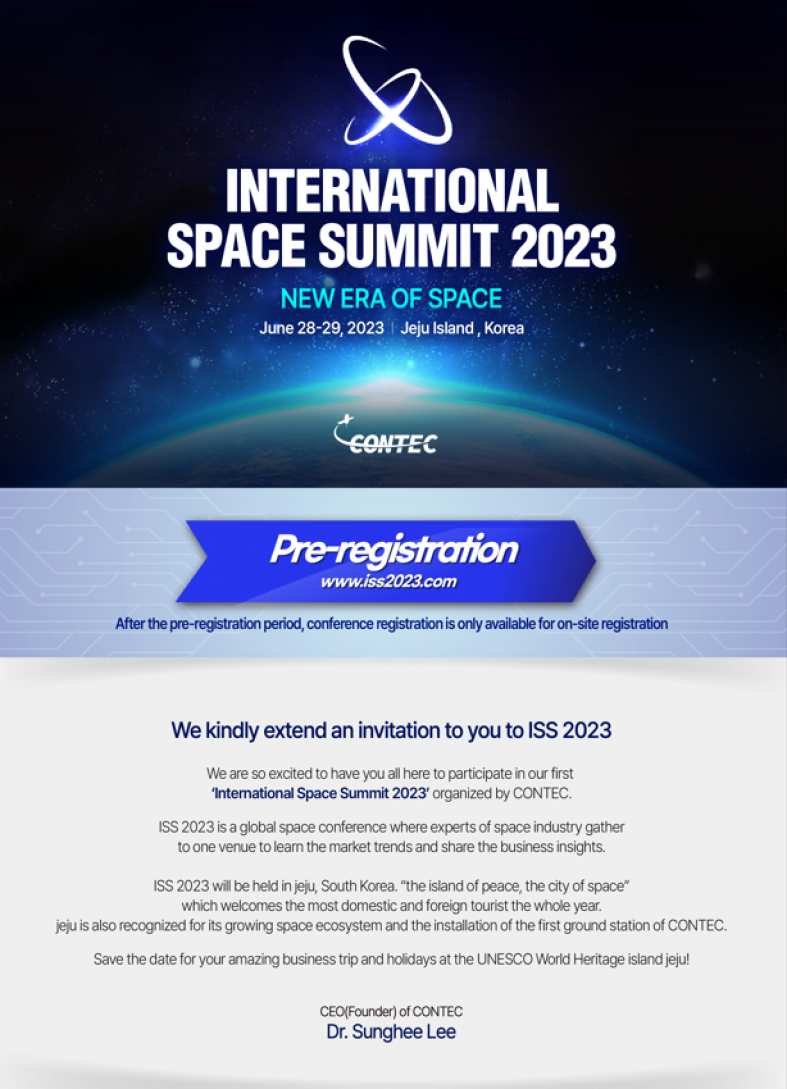 INTERNATIONAL
SPACE SUMMIT 2023
NEW ERA OF SPACE
June 28-29, 2023 | Jeju Island , Korea
CONTEC
Pre-registration
www.iss2023.com
After the pre-registration period, conference registration is only available for on-site registration
We kindly extend an invitation to you to ISS 2023
We are so excited to have you all here to participate in our first
‘International Space Summit 2023’ organized by CONTEC.
ISS 2023 is a global space conference where experts of space industry gather
to one venue to learn the market trends and share the business insights.
ISS 2023 will be held in jeju, South Korea. “the island of peace, the city of space”
which welcomes the most domestic and foreign tourist the whole year.
jeju is also recognized for its growing space ecosystem and the installation of the first ground station of CONTEC.
Save the date for your amazing business trip and holidays at the UNESCO World Heritage island jeju!
CEO(Founder) of CONTEC
Dr. Sunghee Lee